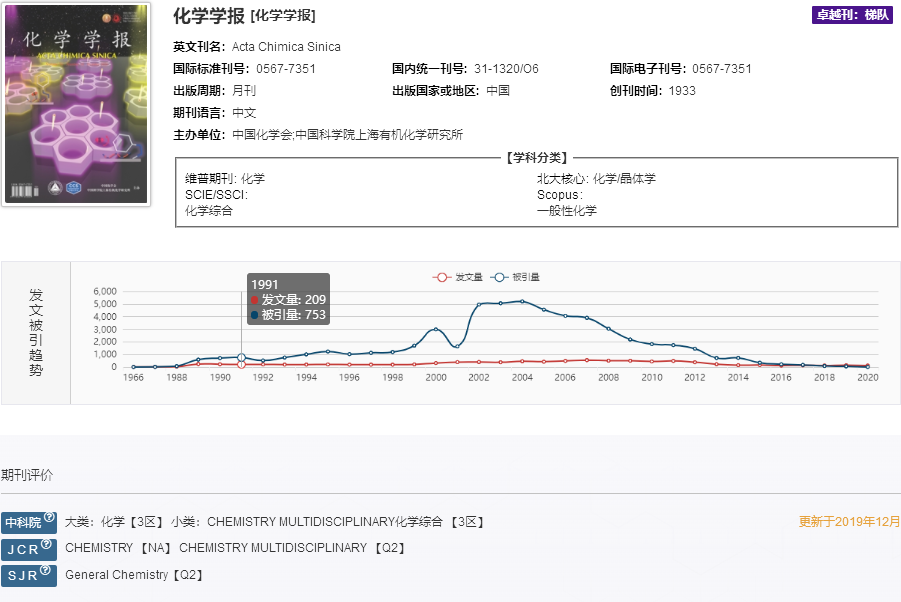 化学学报
ACTA CHIMICA SINICA
化学学报 [化学学报]
卓越刊：梯队
英文刊名：Acta Chimica Sinica
国际标准刊号：0567-7351 国内统一刊号：31-1320/O6 国际电子刊号：0567-7351
出版周期：月刊 出版国家或地区：中国 创刊时间：1933
期刊语言：中文
主办单位：中国化学会;中国科学院上海有机化学研究所
【学科分类】
维普期刊: 化学 北大核心: 化学/晶体学
SCIE/SSCI: Scopus:
化学综合 一般性化学
发文被引趋势
发文量 被引量
1991
发文量: 209
被引量: 753
6,000
5,000
4,000
3,000
2,000
1,000
0
1966 1988 1990 1992 1994 1996 1998 2000 2002 2004 2006 2008 2010 2012 2014 2016 2018 2020
期刊评价
中科院? 大类：化学【3区】 小类：CHEMISTRY MULTIDISCIPLINARY化学综合 【3区】 更新于2019年12月
JCR? CHEMISTRY 【NA】 CHEMISTRY MULTIDISCIPLINARY 【Q2】
SJR? General Chemistry【Q2】